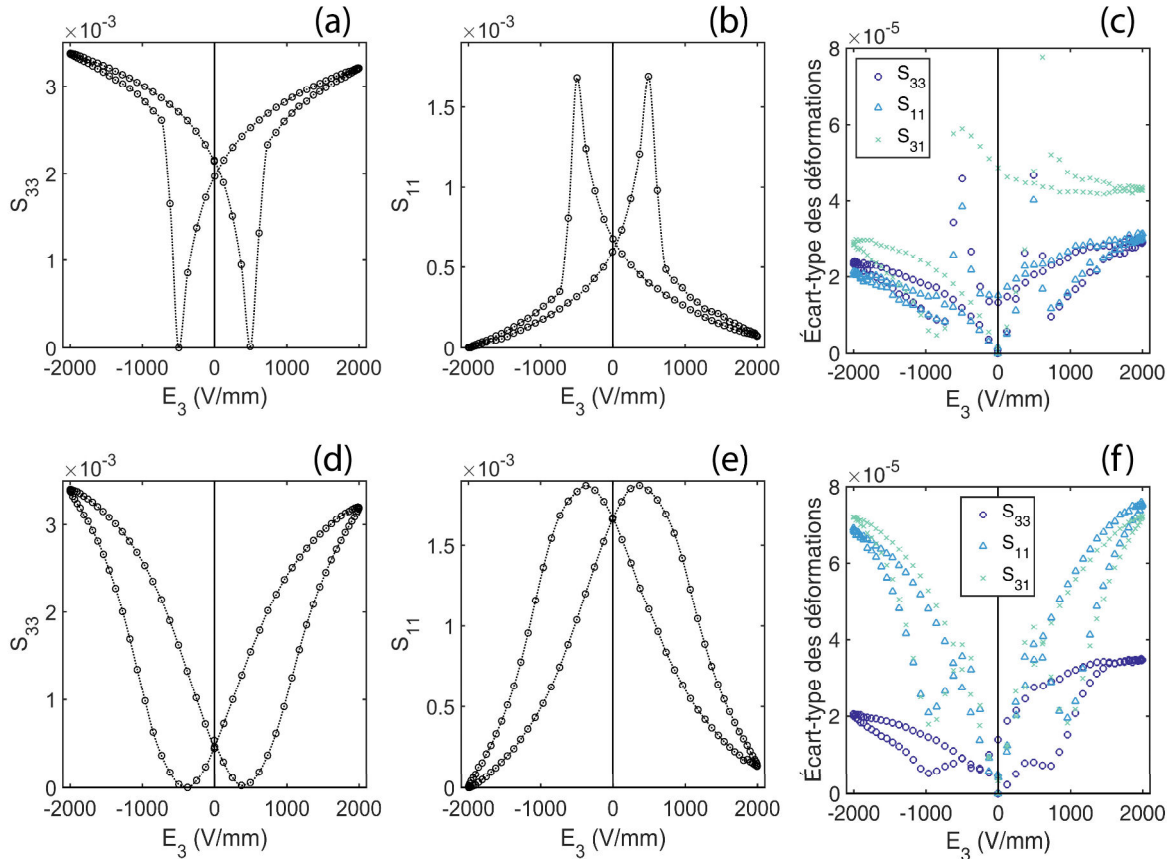 (a)
×10⁻³
3
2
1
0
S₃₃
-2000 -1000 0 1000 2000
E₃ (V/mm)
(b)
×10⁻³
1.5
1
0.5
0
S₁₁
-2000 -1000 0 1000 2000
E₃ (V/mm)
(c)
×10⁻⁵
8
6
4
2
0
Écart-type des déformations
S₃₃
S₁₁
S₃₁
-2000 -1000 0 1000 2000
E₃ (V/mm)
(d)
×10⁻³
3
2
1
0
S₃₃
-2000 -1000 0 1000 2000
E₃ (V/mm)
(e)
×10⁻³
1.5
1
0.5
0
S₁₁
-2000 -1000 0 1000 2000
E₃ (V/mm)
(f)
×10⁻⁵
8
6
4
2
0
Écart-type des déformations
S₃₃
S₁₁
S₃₁
-2000 -1000 0 1000 2000
E₃ (V/mm)